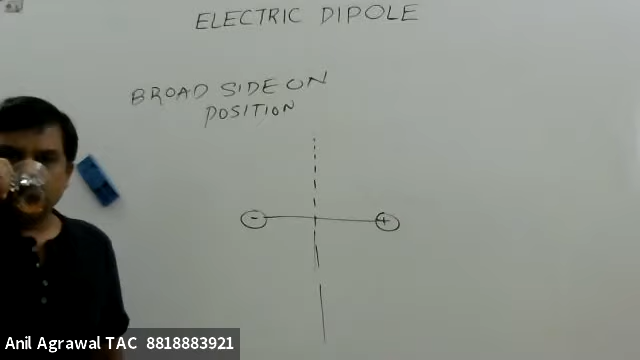 ELECTRIC DIPOLE
BROAD SIDE ON
POSITION
- +
Anil Agrawal TAC 8818883921